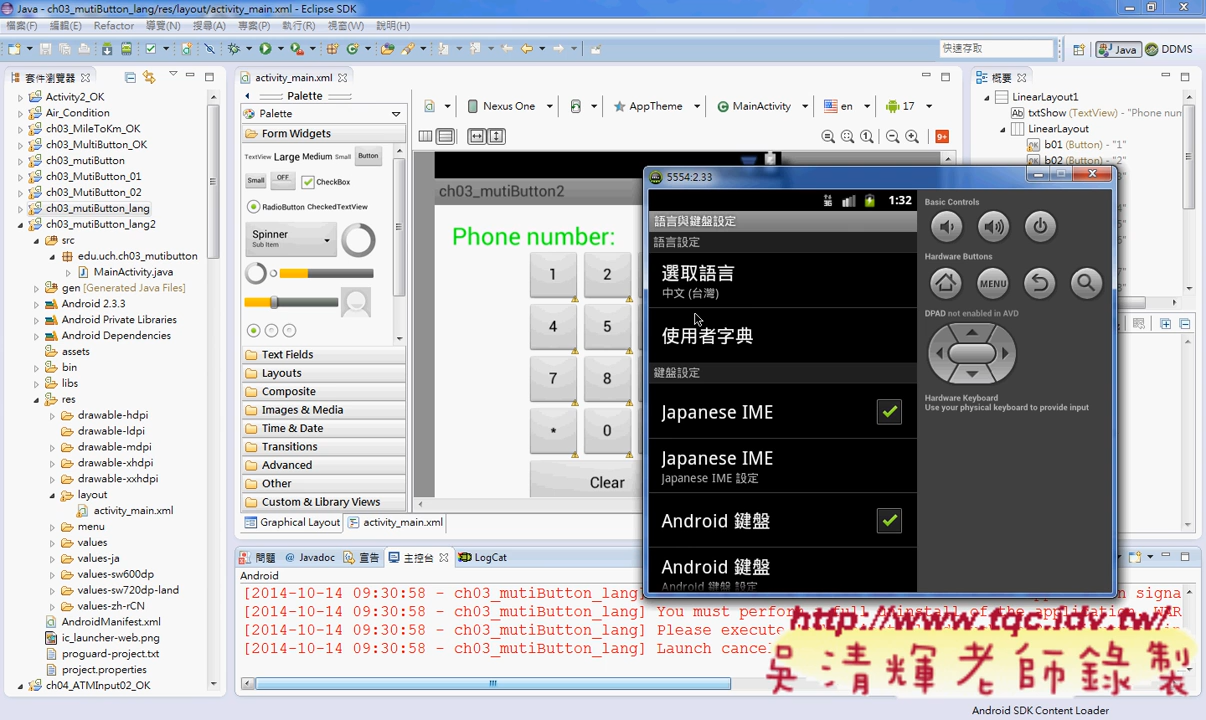 Java - ch03_mutiButton_lang/res/layout/activity_main.xml - Eclipse SDK
檔案(F) 編輯(E) Refactor 導覽(N) 搜尋(A) 專案(P) 執行(R) 視窗(W) 說明(H)
快速存取
Java
DDMS
套件瀏覽器
Activity2_OK
Air_Condition
ch03_MileToKm_OK
ch03_MultiButton_OK
ch03_mutiButton
ch03_mutiButton_01
ch03_mutiButton_02
ch03_mutiButton_lang
ch03_mutiButton_lang2
src
edu.uch.ch03_mutibutton
MainActivity.java
gen [Generated Java Files]
Android 2.3.3
Android Private Libraries
Android Dependencies
assets
bin
libs
res
drawable-hdpi
drawable-ldpi
drawable-mdpi
drawable-xhdpi
drawable-xxhdpi
layout
activity_main.xml
menu
values
values-ja
values-sw600dp
values-sw720dp-land
values-zh-rCN
AndroidManifest.xml
ic_launcher-web.png
proguard-project.txt
project.properties
ch04_ATMInput02_OK
activity_main.xml
Palette
Palette
Form Widgets
TextView Large Medium Small Button
Small OFF CheckBox
RadioButton CheckedTextView
Spinner
Sub Item
Text Fields
Layouts
Composite
Images & Media
Time & Date
Transitions
Advanced
Other
Custom & Library Views
Graphical Layout activity_main.xml
Nexus One AppTheme MainActivity en 17
9+
ch03_mutiButton2
Phone number:
1 2
4 5
7 8
* 0
Clear
概要
LinearLayout1
txtShow (TextView) - "Phone num
LinearLayout
b01 (Button) - "1"
b02 (Button) - "2"
5554:2.33
1:32
語言與鍵盤設定
語言設定
選取語言
中文 (台灣)
使用者字典
鍵盤設定
Japanese IME
Japanese IME
Japanese IME 設定
Android 鍵盤
Android 鍵盤
Android 鍵盤 設定
Basic Controls
Hardware Buttons
MENU
DPAD not enabled in AVD
Hardware Keyboard
Use your physical keyboard to provide input
問題 Javadoc 宣告 主控台 LogCat
Android
[2014-10-14 09:30:58 - ch03_mutiButton_lang]
[2014-10-14 09:30:58 - ch03_mutiButton_lang] You must perform a full uninstall of the application. WAR
[2014-10-14 09:30:58 - ch03_mutiButton_lang] Please execute
[2014-10-14 09:30:58 - ch03_mutiButton_lang] Launch cancel
http://www.tqc.idv.tw/
吳清輝老師錄製
Android SDK Content Loader